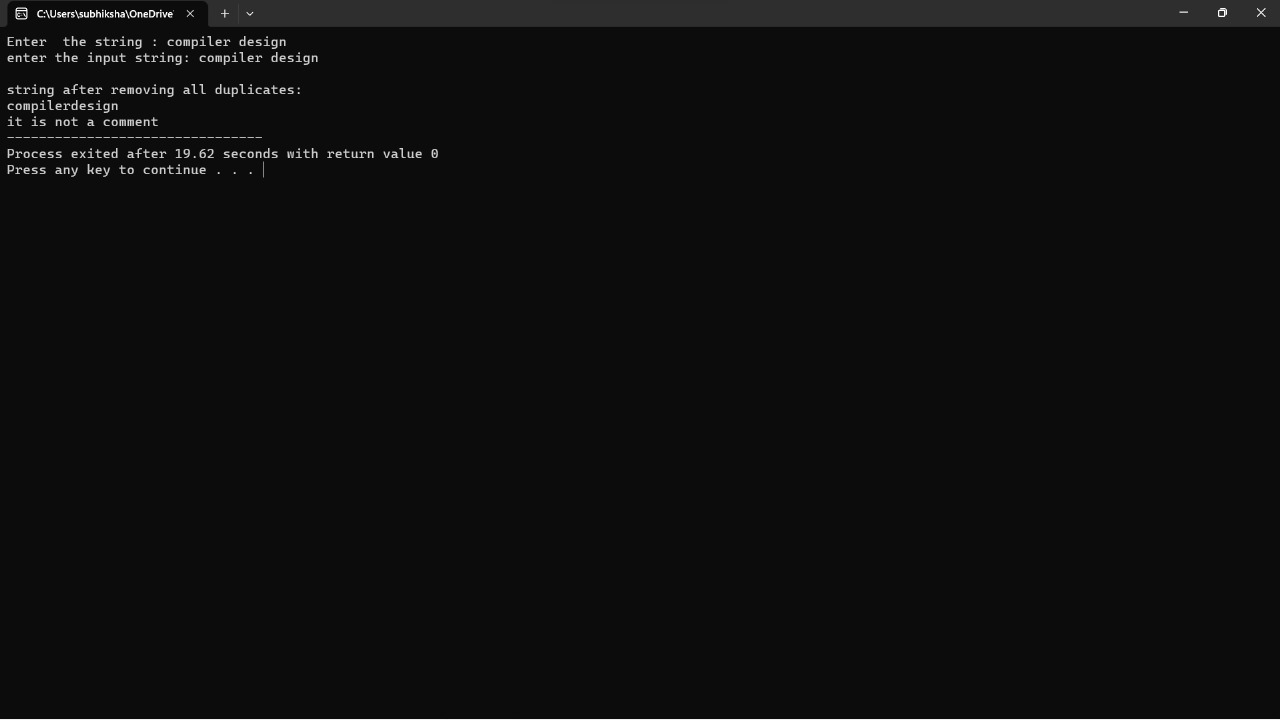 C:\Users\subhiksha\OneDrive
Enter  the string : compiler design
enter the input string: compiler design
string after removing all duplicates:
compilerdesign
it is not a comment
--------------------------------
Process exited after 19.62 seconds with return value 0
Press any key to continue . . .